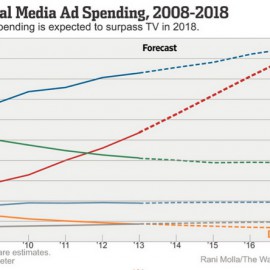 al Media Ad Spending, 2008-2018
pending is expected to surpass TV in 2018.
Forecast
'10 '11 '12 '13 '14 '15 '16
are estimates.
eter Rani Molla/The Wa